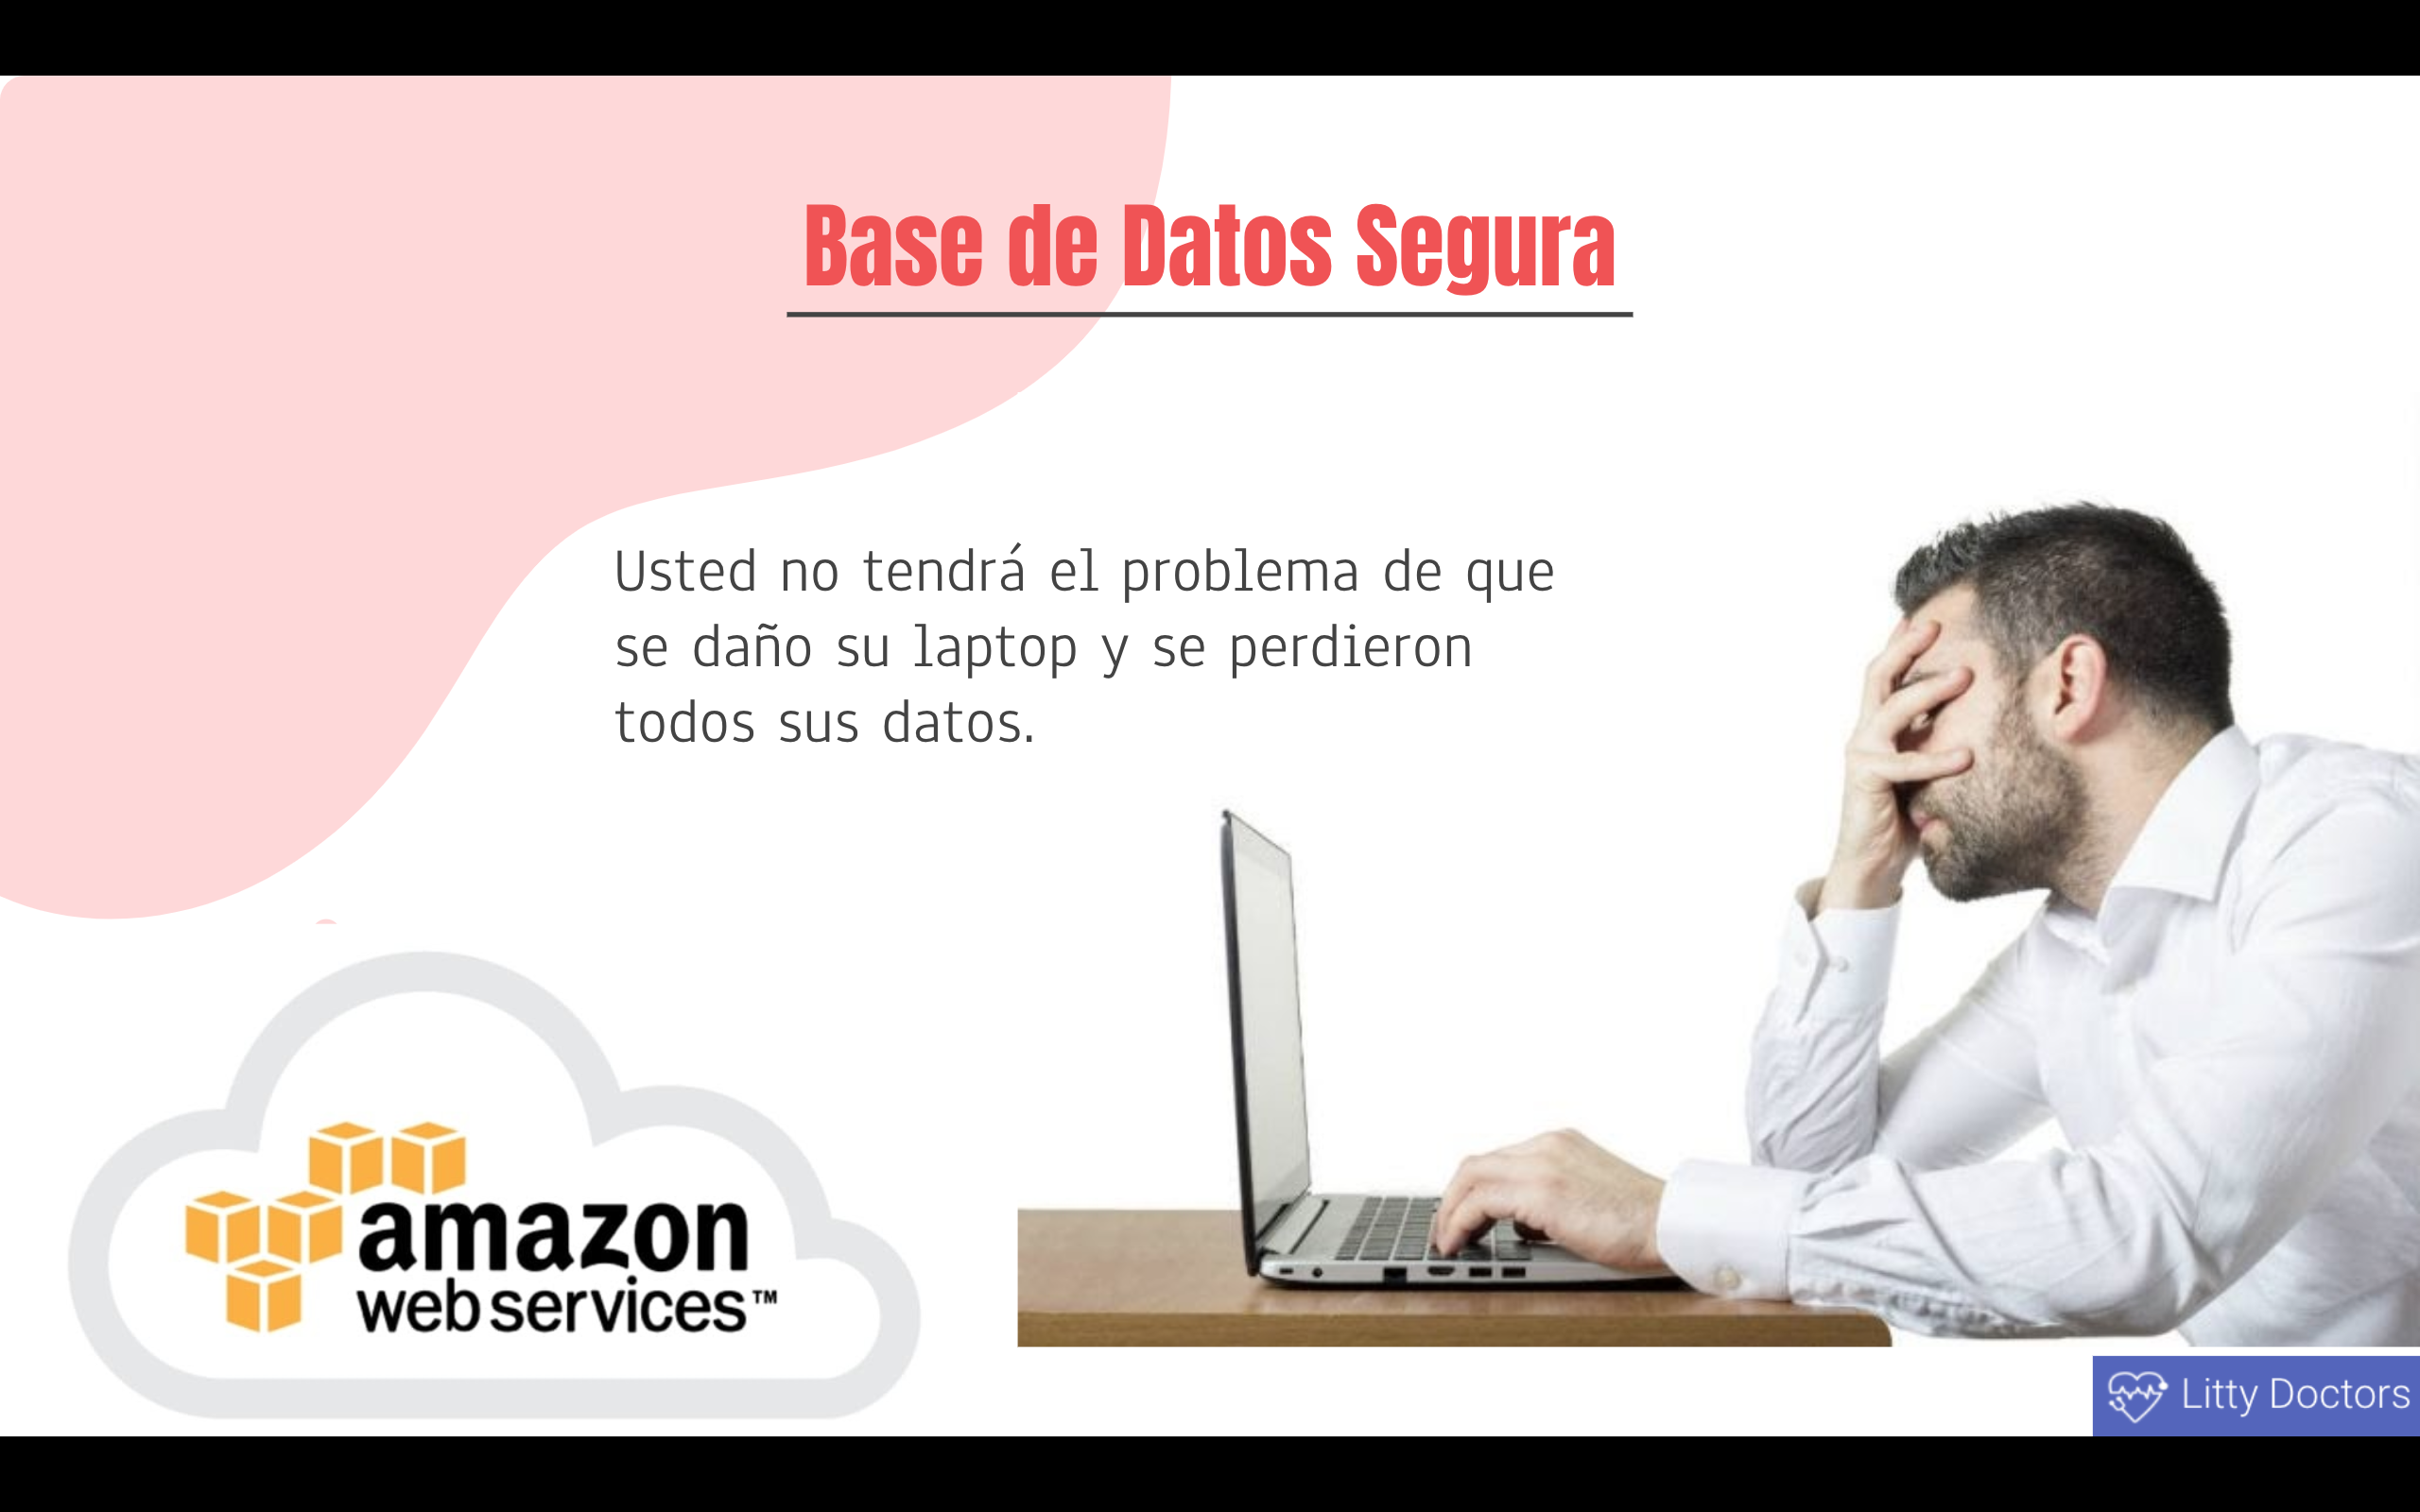 Base de Datos Segura
Usted no tendrá el problema de que
se daño su laptop y se perdieron
todos sus datos.
amazon
web services™
Litty Doctors